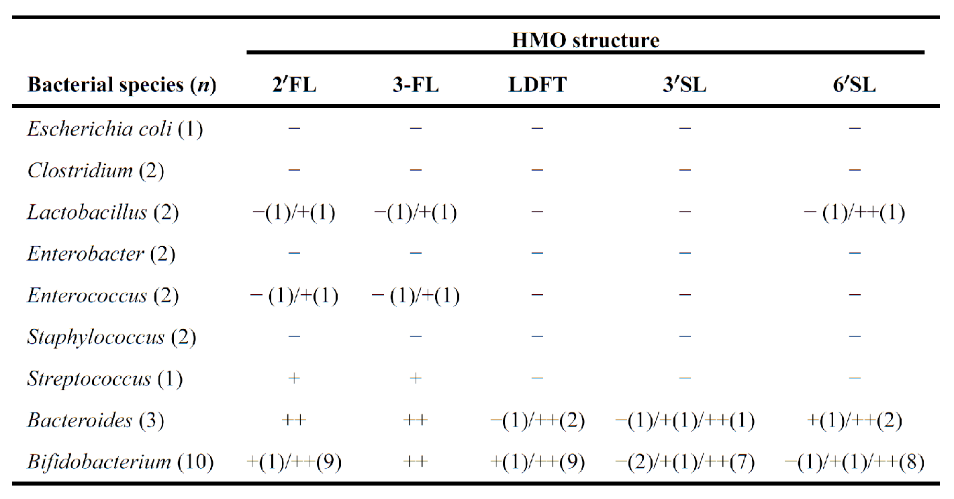 HMO structure
Bacterial species (n) 2′FL 3-FL LDFT 3′SL 6′SL
Escherichia coli (1) − − − − −
Clostridium (2) − − − − −
Lactobacillus (2) −(1)/+(1) −(1)/+(1) − − − (1)/++(1)
Enterobacter (2) − − − − −
Enterococcus (2) − (1)/+(1) − (1)/+(1) − − −
Staphylococcus (2) − − − − −
Streptococcus (1) + + − − −
Bacteroides (3) ++ ++ −(1)/++(2) −(1)/+(1)/++(1) +(1)/++(2)
Bifidobacterium (10) +(1)/++(9) ++ +(1)/++(9) −(2)/+(1)/++(7) −(1)/+(1)/++(8)